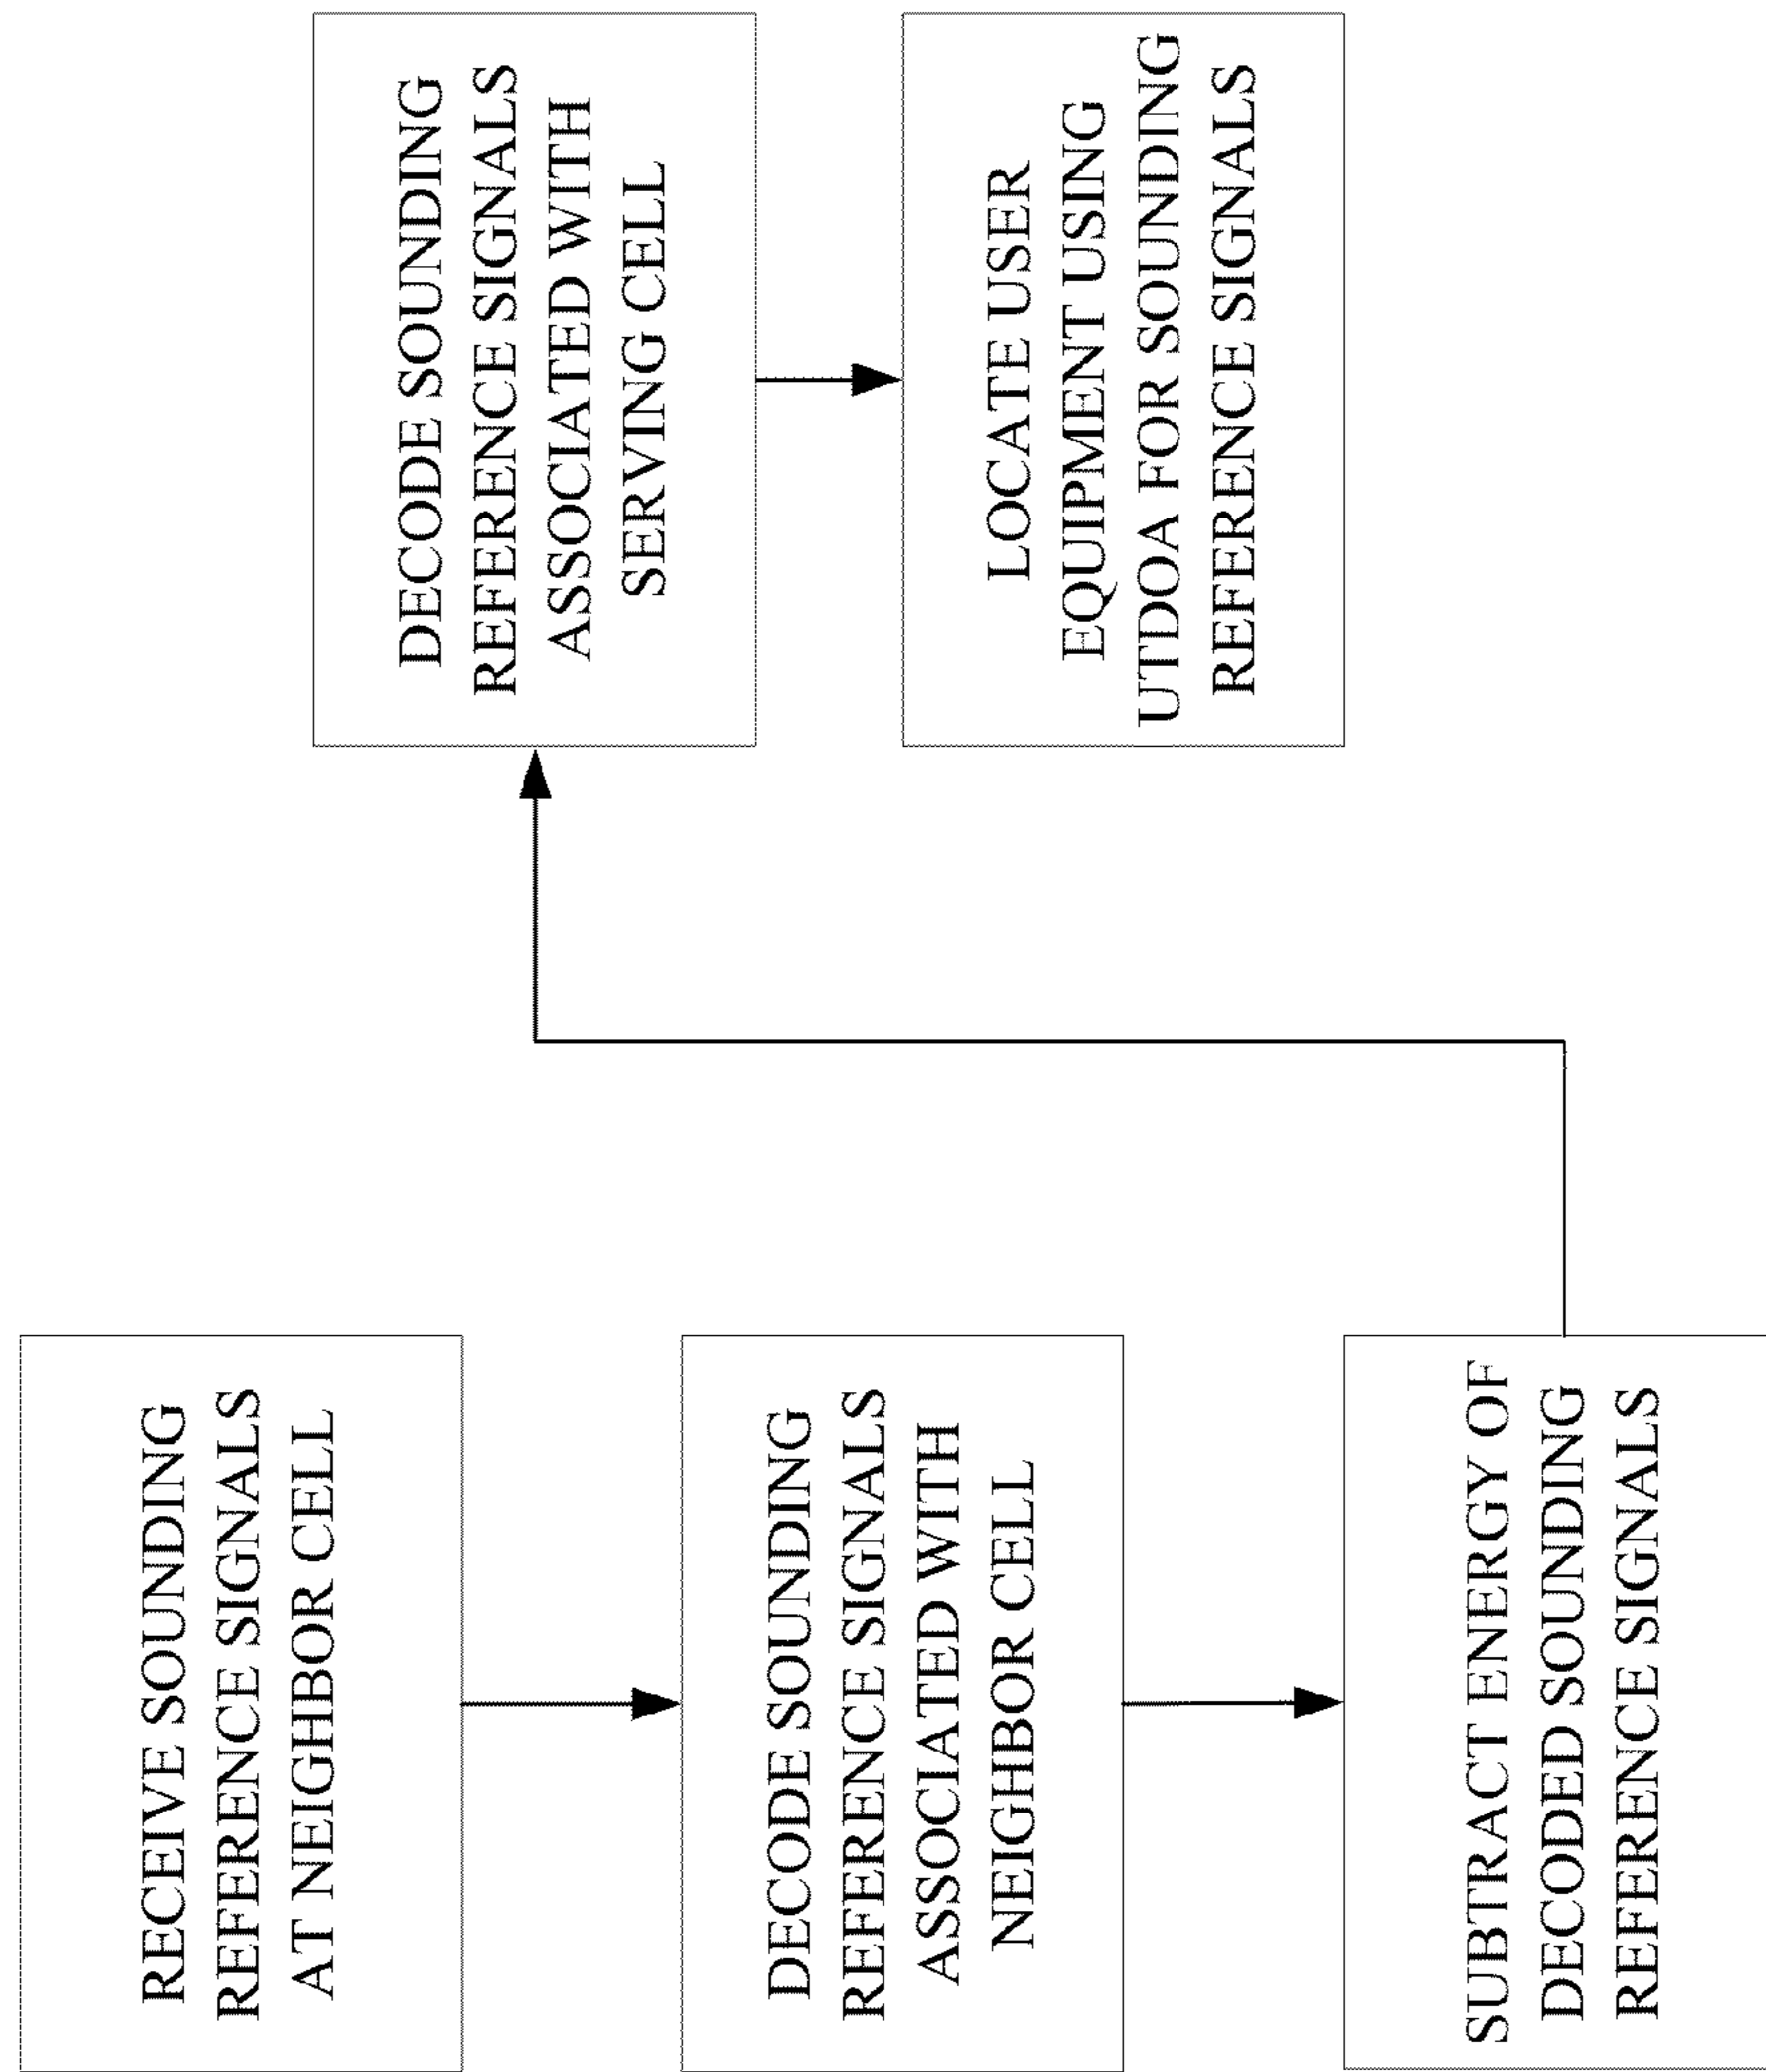 RECEIVE SOUNDING
REFERENCE SIGNALS
AT NEIGHBOR CELL
DECODE SOUNDING
REFERENCE SIGNALS
ASSOCIATED WITH
NEIGHBOR CELL
SUBTRACT ENERGY OF
DECODED SOUNDING
REFERENCE SIGNALS
DECODE SOUNDING
REFERENCE SIGNALS
ASSOCIATED WITH
SERVING CELL
LOCATE USER
EQUIPMENT USING
UTDOA FOR SOUNDING
REFERENCE SIGNALS